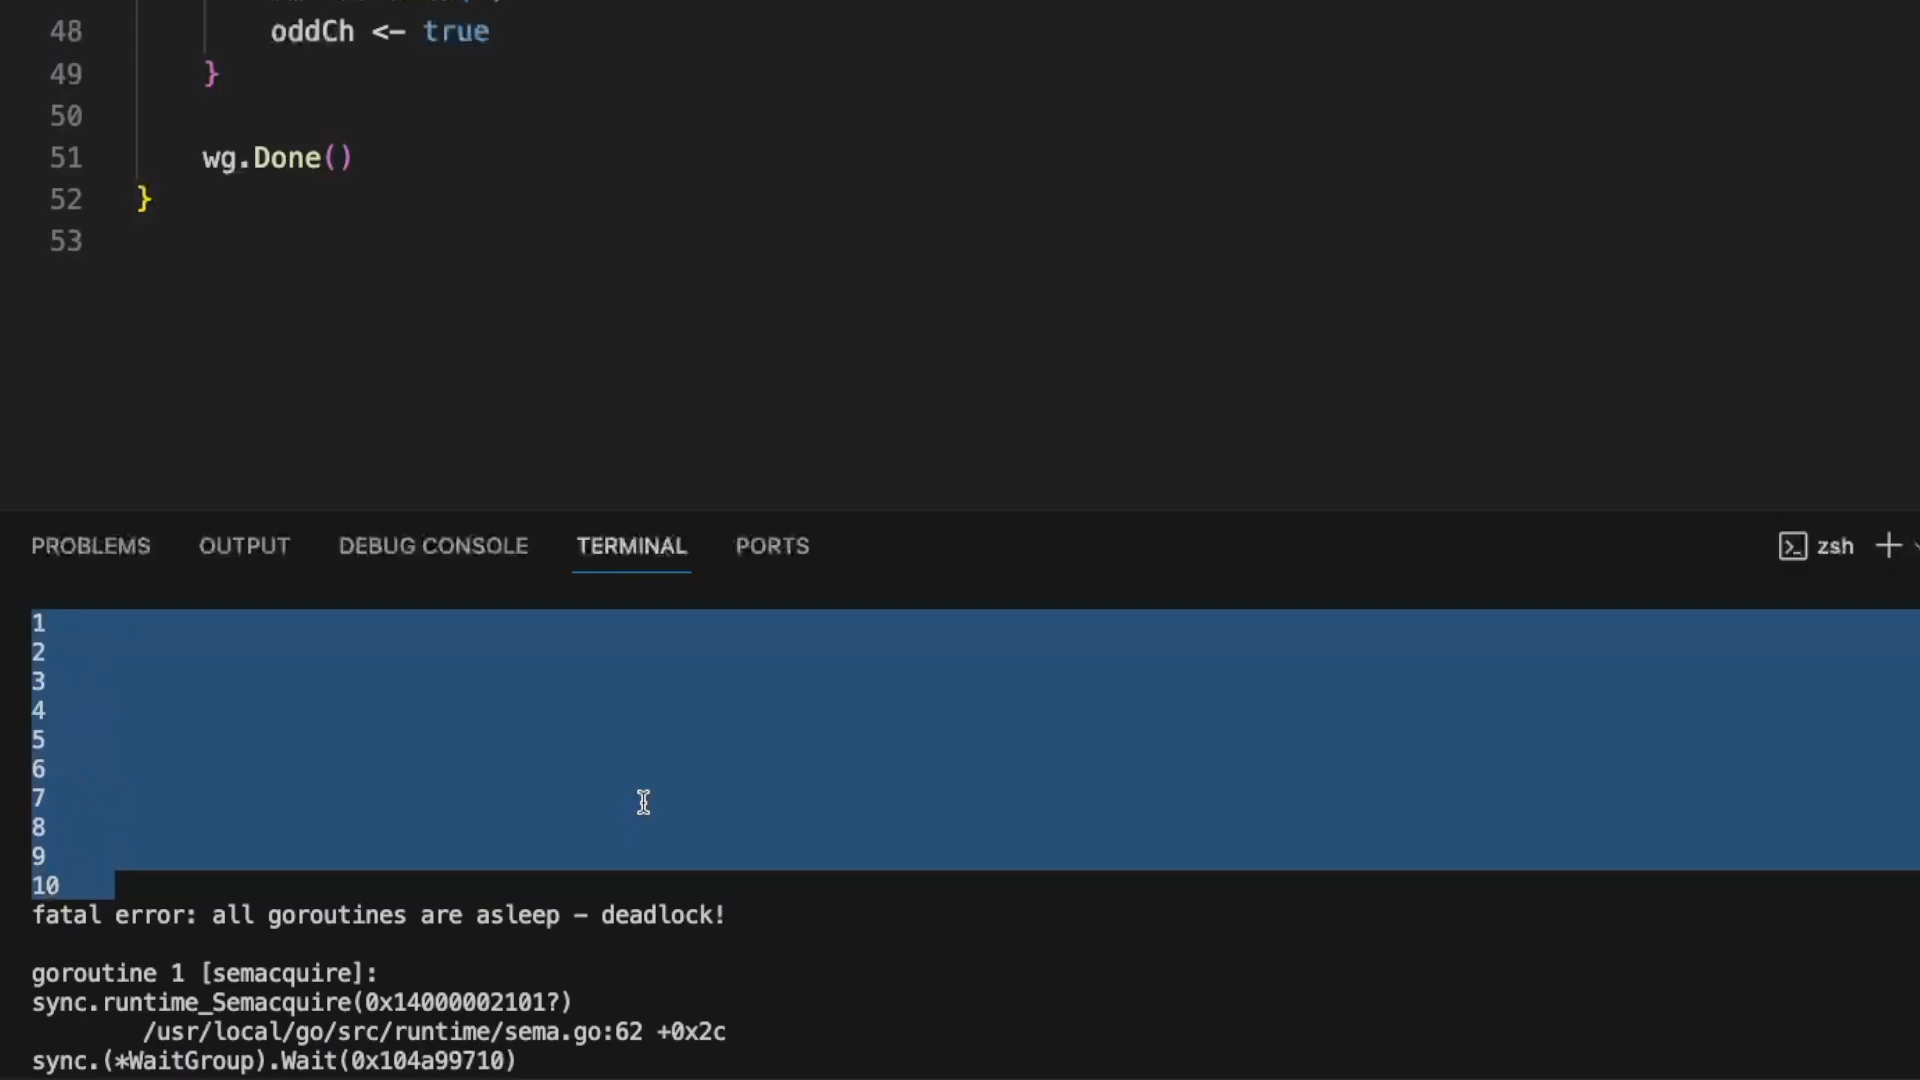 48 oddCh <- true
49 }
50
51 wg.Done()
52 }
53
PROBLEMS OUTPUT DEBUG CONSOLE TERMINAL PORTS zsh
1
2
3
4
5
6
7
8
9
10
fatal error: all goroutines are asleep - deadlock!
goroutine 1 [semacquire]:
sync.runtime_Semacquire(0x14000002101?)
/usr/local/go/src/runtime/sema.go:62 +0x2c
sync.(*WaitGroup).Wait(0x104a99710)